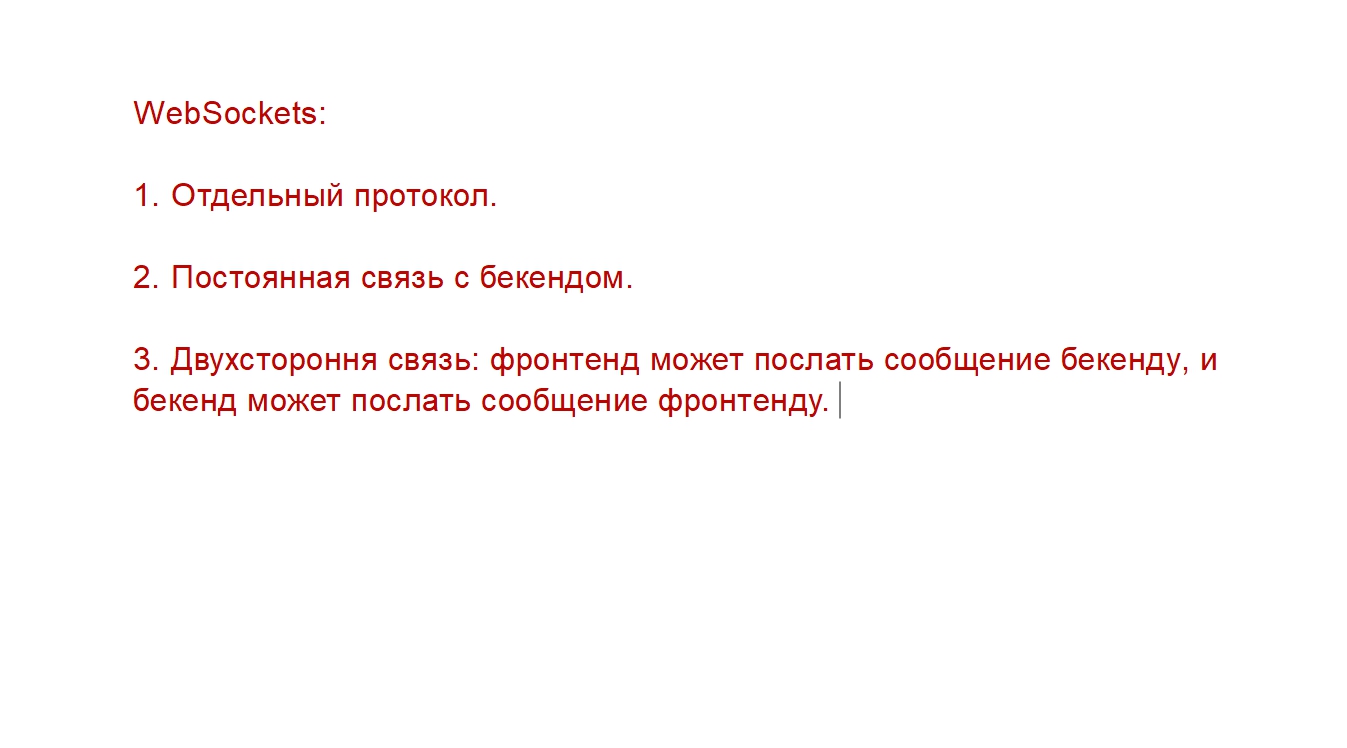 WebSockets:
1. Отдельный протокол.
2. Постоянная связь с бекендом.
3. Двухстороння связь: фронтенд может послать сообщение бекенду, и
бекенд может послать сообщение фронтенду.